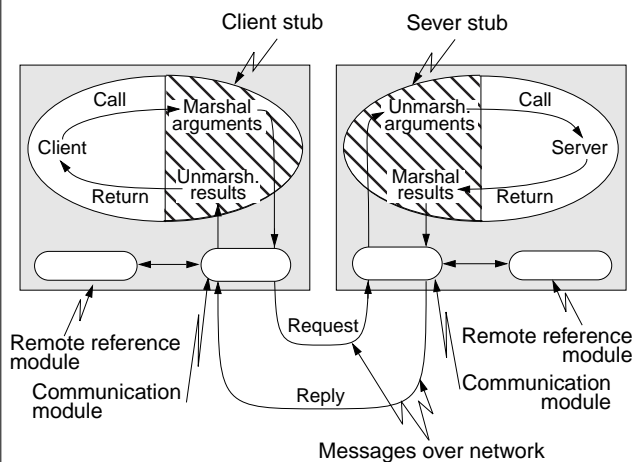 Client stub
Sever stub
Call
Marshal
arguments
Client
Unmarsh.
results
Return
Unmarsh.
arguments
Call
Server
Marshal
results
Return
Request
Remote reference
module
Communication
module
Reply
Remote reference
module
Communication
module
Messages over network